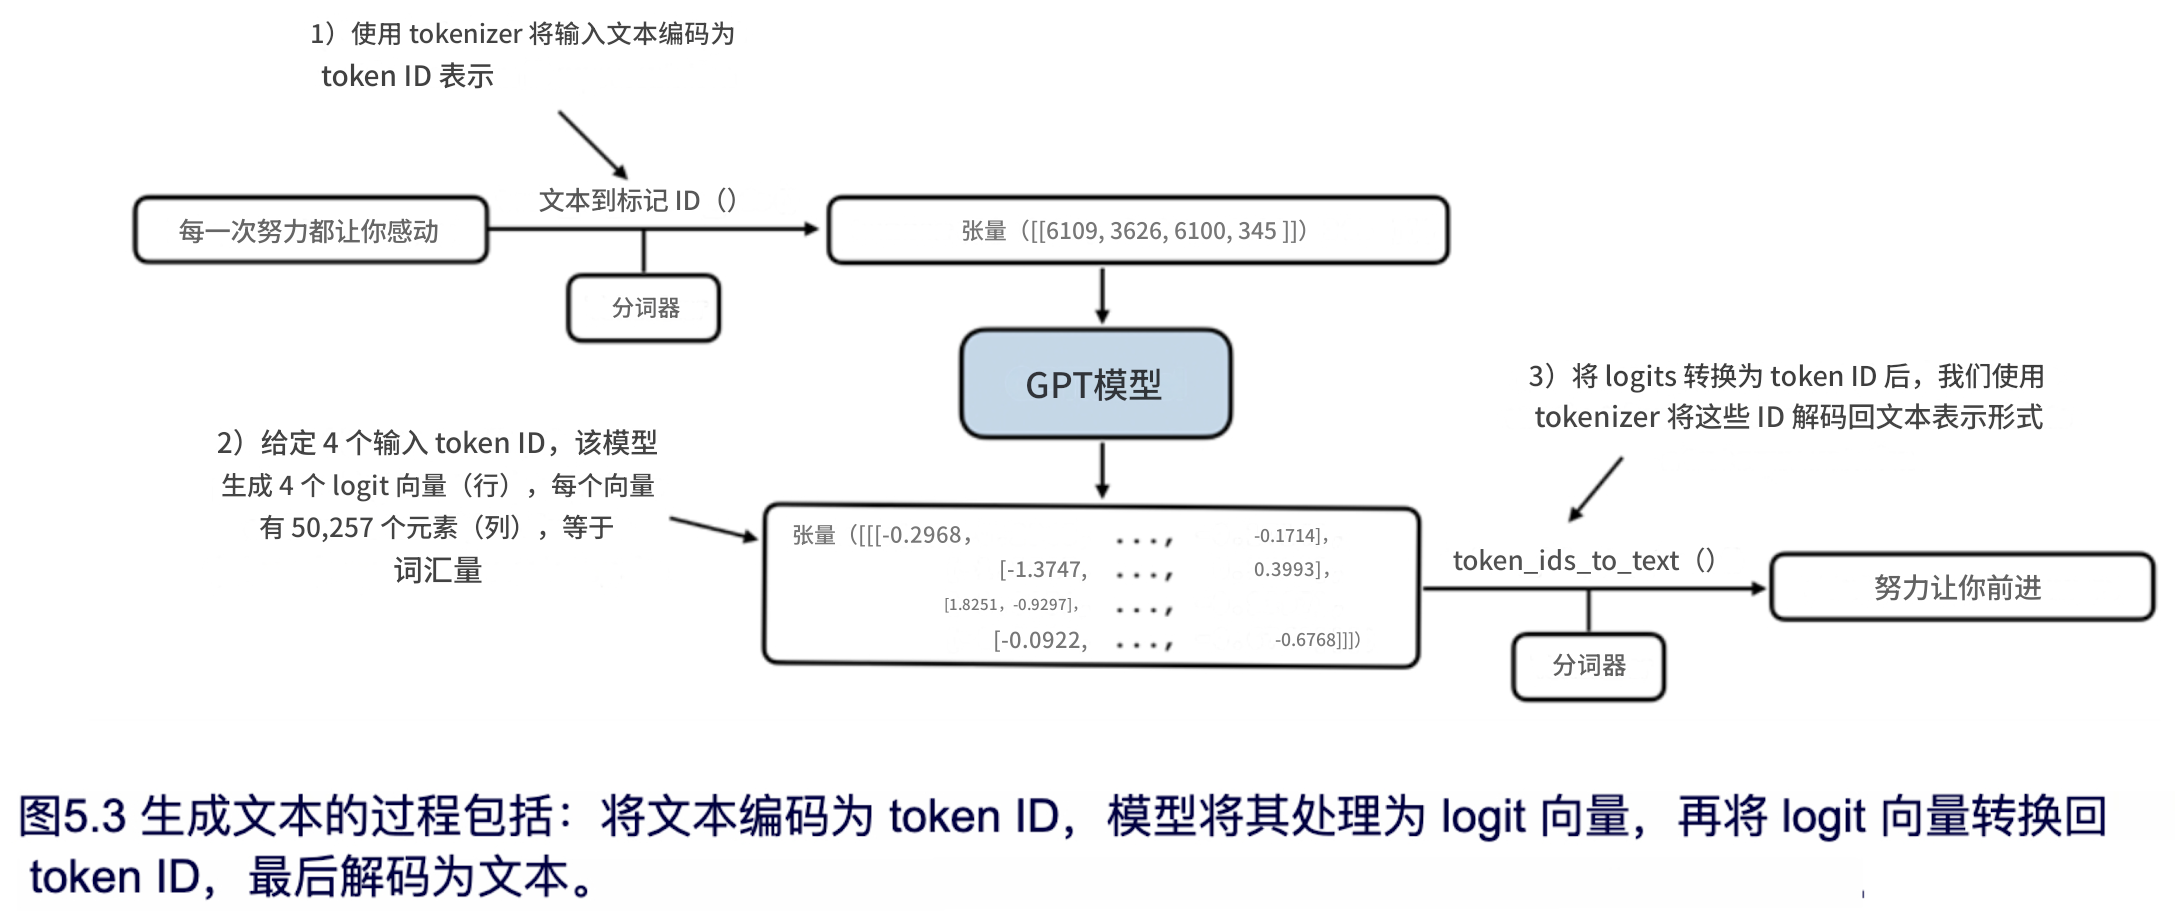 1）使用 tokenizer 将输入文本编码为
token ID 表示
文本到标记 ID（）
每一次努力都让你感动
张量（[[6109, 3626, 6100, 345 ]]）
分词器
GPT模型
3）将 logits 转换为 token ID 后，我们使用
tokenizer 将这些 ID 解码回文本表示形式
2）给定 4 个输入 token ID，该模型
生成 4 个 logit 向量（行），每个向量
有 50,257 个元素（列），等于
词汇量
张量（[[[-0.2968， ..., -0.1714]，
[-1.3747, ..., 0.3993]，
[1.8251，-0.9297]， ...,
[-0.0922, ..., -0.6768]]]）
token_ids_to_text（）
努力让你前进
分词器
图5.3 生成文本的过程包括：将文本编码为 token ID，模型将其处理为 logit 向量，再将 logit 向量转换回
token ID，最后解码为文本。